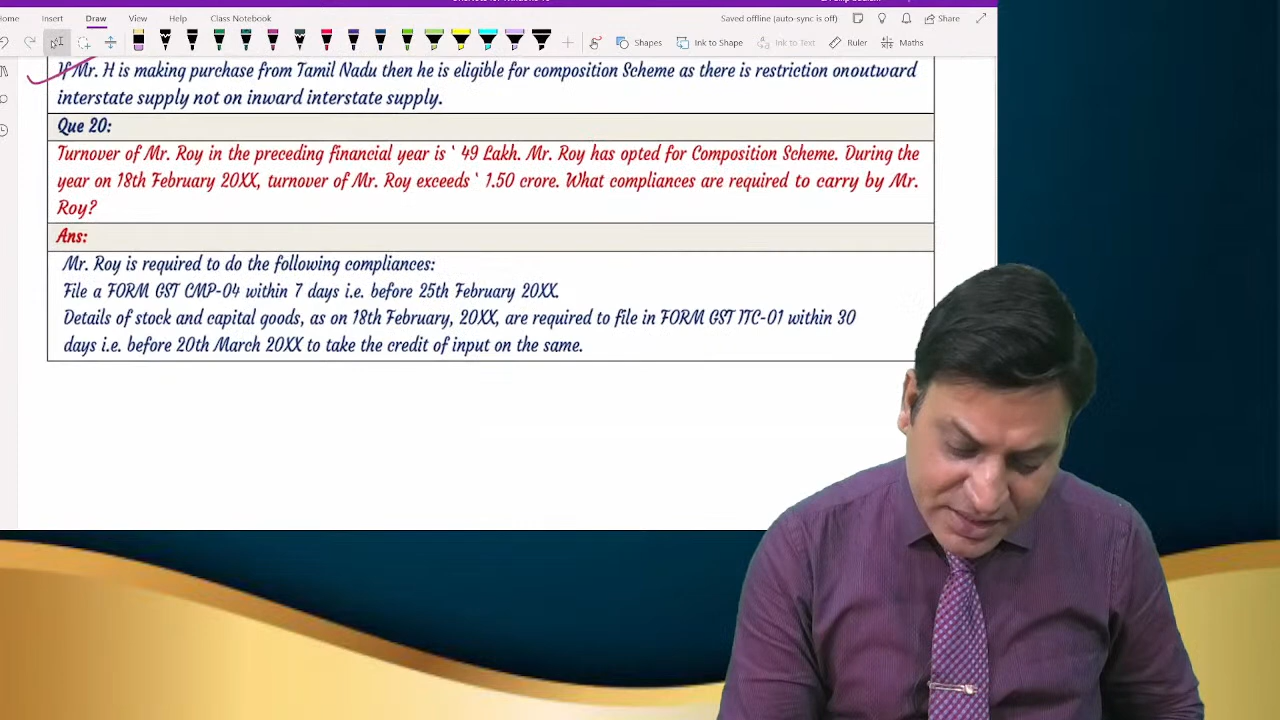 Home Insert Draw View Help Class Notebook Saved offline (auto-sync is off) Share
Shapes Ink to Shape Ink to Text Ruler Maths
If Mr. H is making purchase from Tamil Nadu then he is eligible for composition Scheme as there is restriction onoutward
interstate supply not on inward interstate supply.
Que 20:
Turnover of Mr. Roy in the preceding financial year is ` 49 Lakh. Mr. Roy has opted for Composition Scheme. During the
year on 18th February 20XX, turnover of Mr. Roy exceeds ` 1.50 crore. What compliances are required to carry by Mr.
Roy?
Ans:
Mr. Roy is required to do the following compliances:
File a FORM GST CMP-04 within 7 days i.e. before 25th February 20XX.
Details of stock and capital goods, as on 18th February, 20XX, are required to file in FORM GST ITC-01 within 30
days i.e. before 20th March 20XX to take the credit of input on the same.